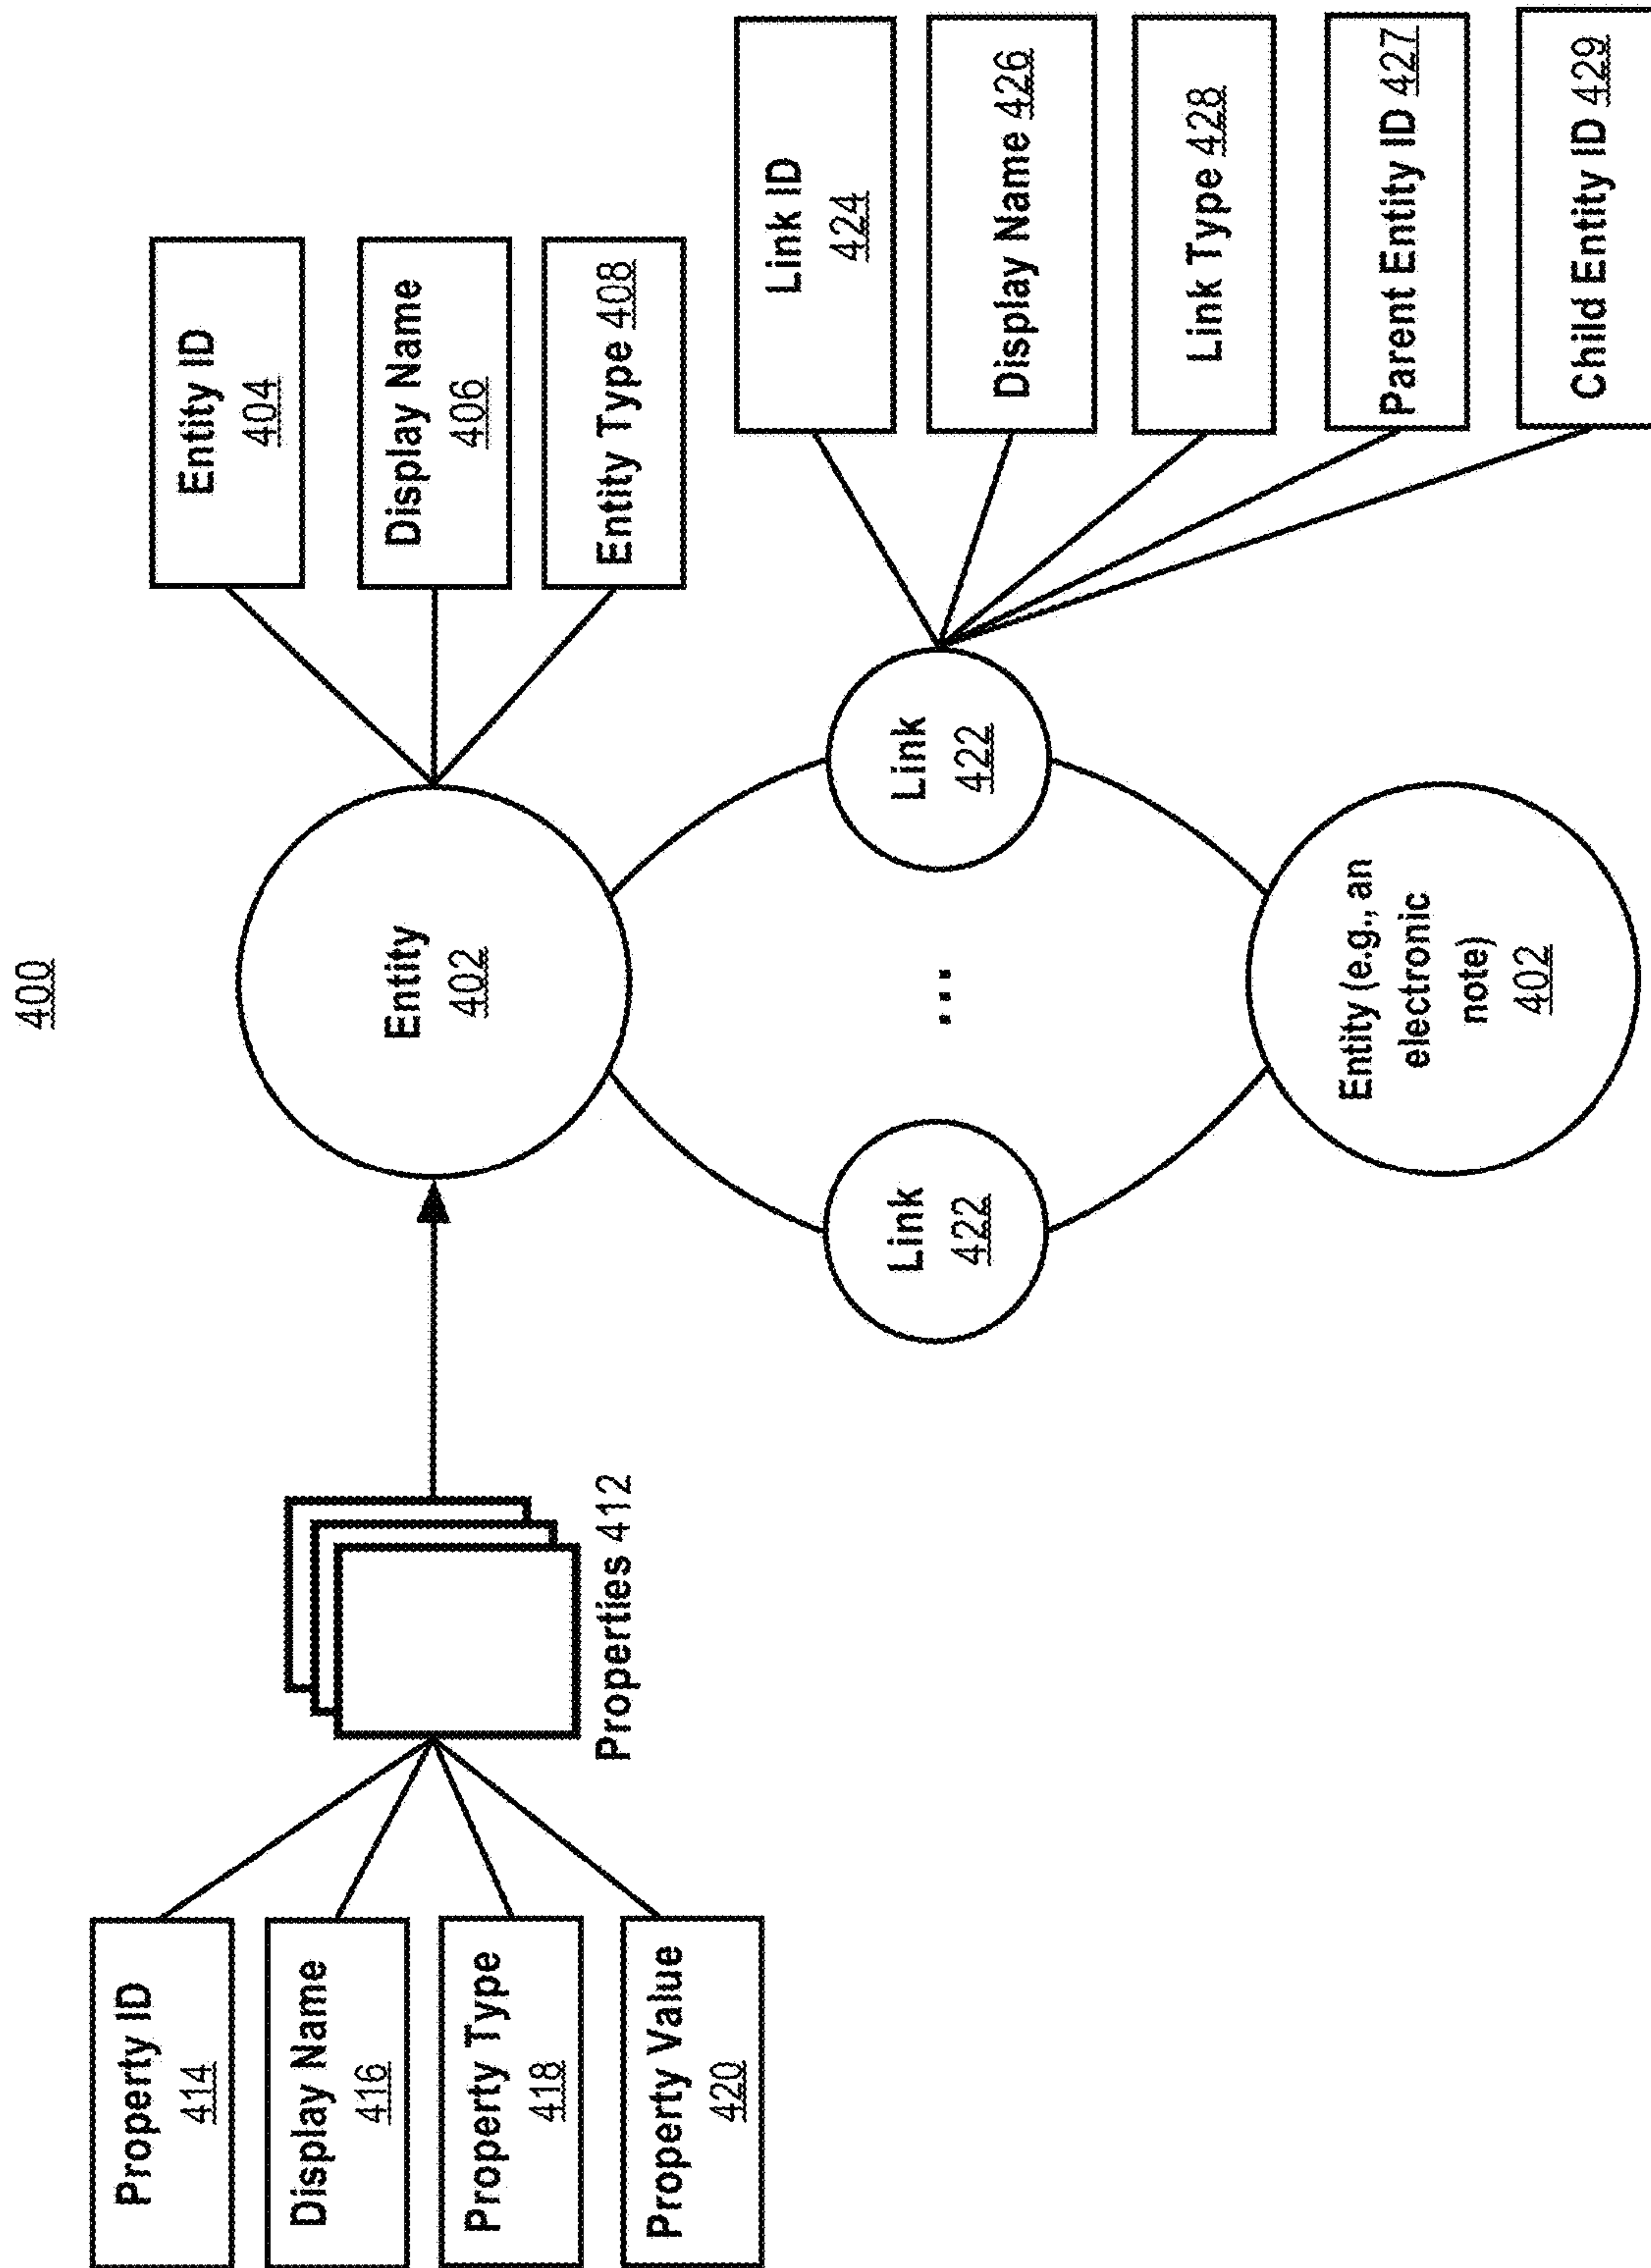 400
Property ID
414
Display Name
416
Property Type
418
Property Value
420
Properties 412
Entity
402
Entity ID
404
Display Name
406
Entity Type 408
Link
422
...
Link
422
Link ID
424
Display Name 426
Link Type 428
Parent Entity ID 427
Child Entity ID 429
Entity (e.g., an
electronic
note)
402